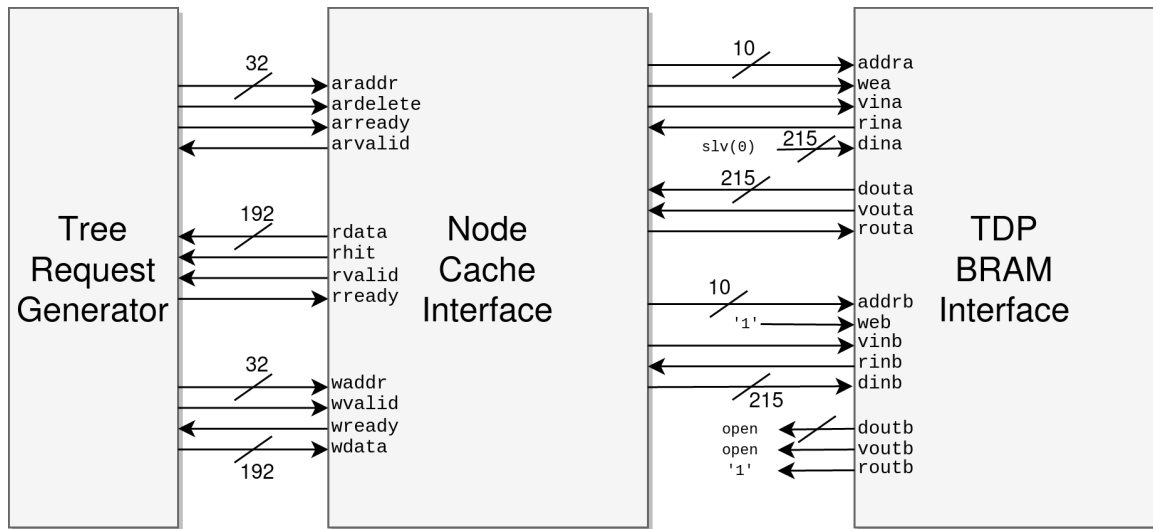 Tree
Request
Generator
32
192
32
192
araddr
ardelete
arready
arvalid
rdata
rhit
rvalid
rready
waddr
wvalid
wready
wdata
Node
Cache
Interface
10
slv(0)
215
215
10
'1'
215
open
open
'1'
addra
wea
vina
rina
dina
douta
vouta
routa
addrb
web
vinb
rinb
dinb
doutb
voutb
routb
TDP
BRAM
Interface